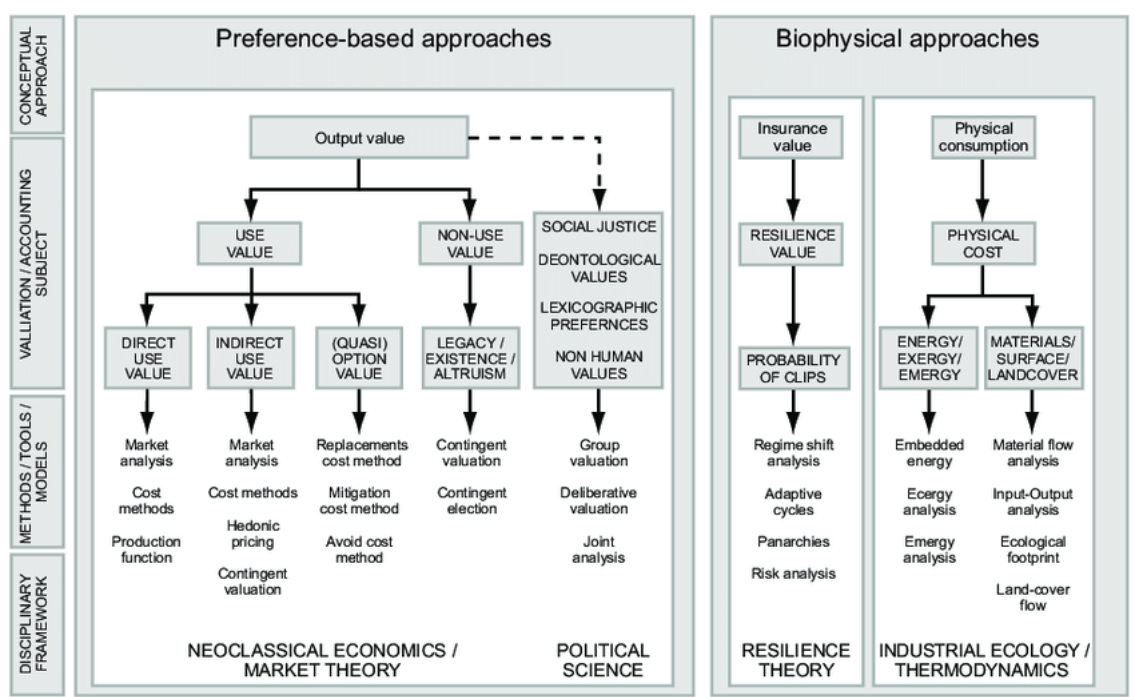 CONCEPTUAL
APPROACH
Preference-based approaches
Biophysical approaches
VALLIATION / ACCOUNTING
SUBJECT
Output value
Insurance
value
Physical
consumption
USE
VALUE
NON-USE
VALUE
SOCIAL JUSTICE
DEONTOLOGICAL
VALUES
LEXICOGRAPHIC
PREFERNCES
NON HUMAN
VALUES
RESILIENCE
VALUE
PHYSICAL
COST
DIRECT
USE
VALUE
INDIRECT
USE
VALUE
(QUASI)
OPTION
VALUE
LEGACY /
EXISTENCE /
ALTRUISM
PROBABILITY
OF CLIPS
ENERGY/
EXERGY/
EMERGY
MATERIALS/
SURFACE/
LANDCOVER
METHODS / TOOLS /
MODELS
Market
analysis
Cost
methods
Production
function
Market
analysis
Cost methods
Hedonic
pricing
Contingent
valuation
Replacements
cost method
Mitigation
cost method
Avoid cost
method
Contingent
valuation
Contingent
election
Group
valuation
Deliberative
valuation
Joint
analysis
Regime shift
analysis
Adaptive
cycles
Panarchies
Risk analysis
Embedded
energy
Ecergy
analysis
Emergy
analysis
Material flow
analysis
Input-Output
analysis
Ecological
footprint
Land-cover
flow
DISCIPLINARY
FRAMEWORK
NEOCLASSICAL ECONOMICS /
MARKET THEORY
POLITICAL
SCIENCE
RESILIENCE
THEORY
INDUSTRIAL ECOLOGY /
THERMODYNAMICS